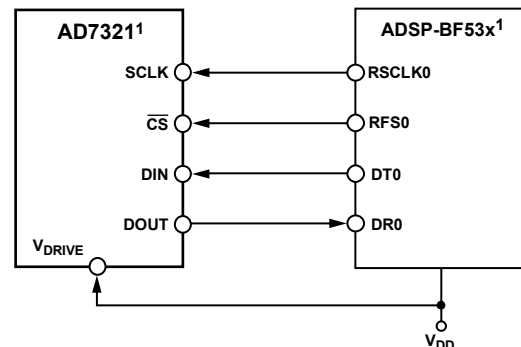 AD7321¹ ADSP-BF53x¹
SCLK RSCLK0
CS RFS0
DIN DT0
DOUT DR0
VDRIVE
VDD